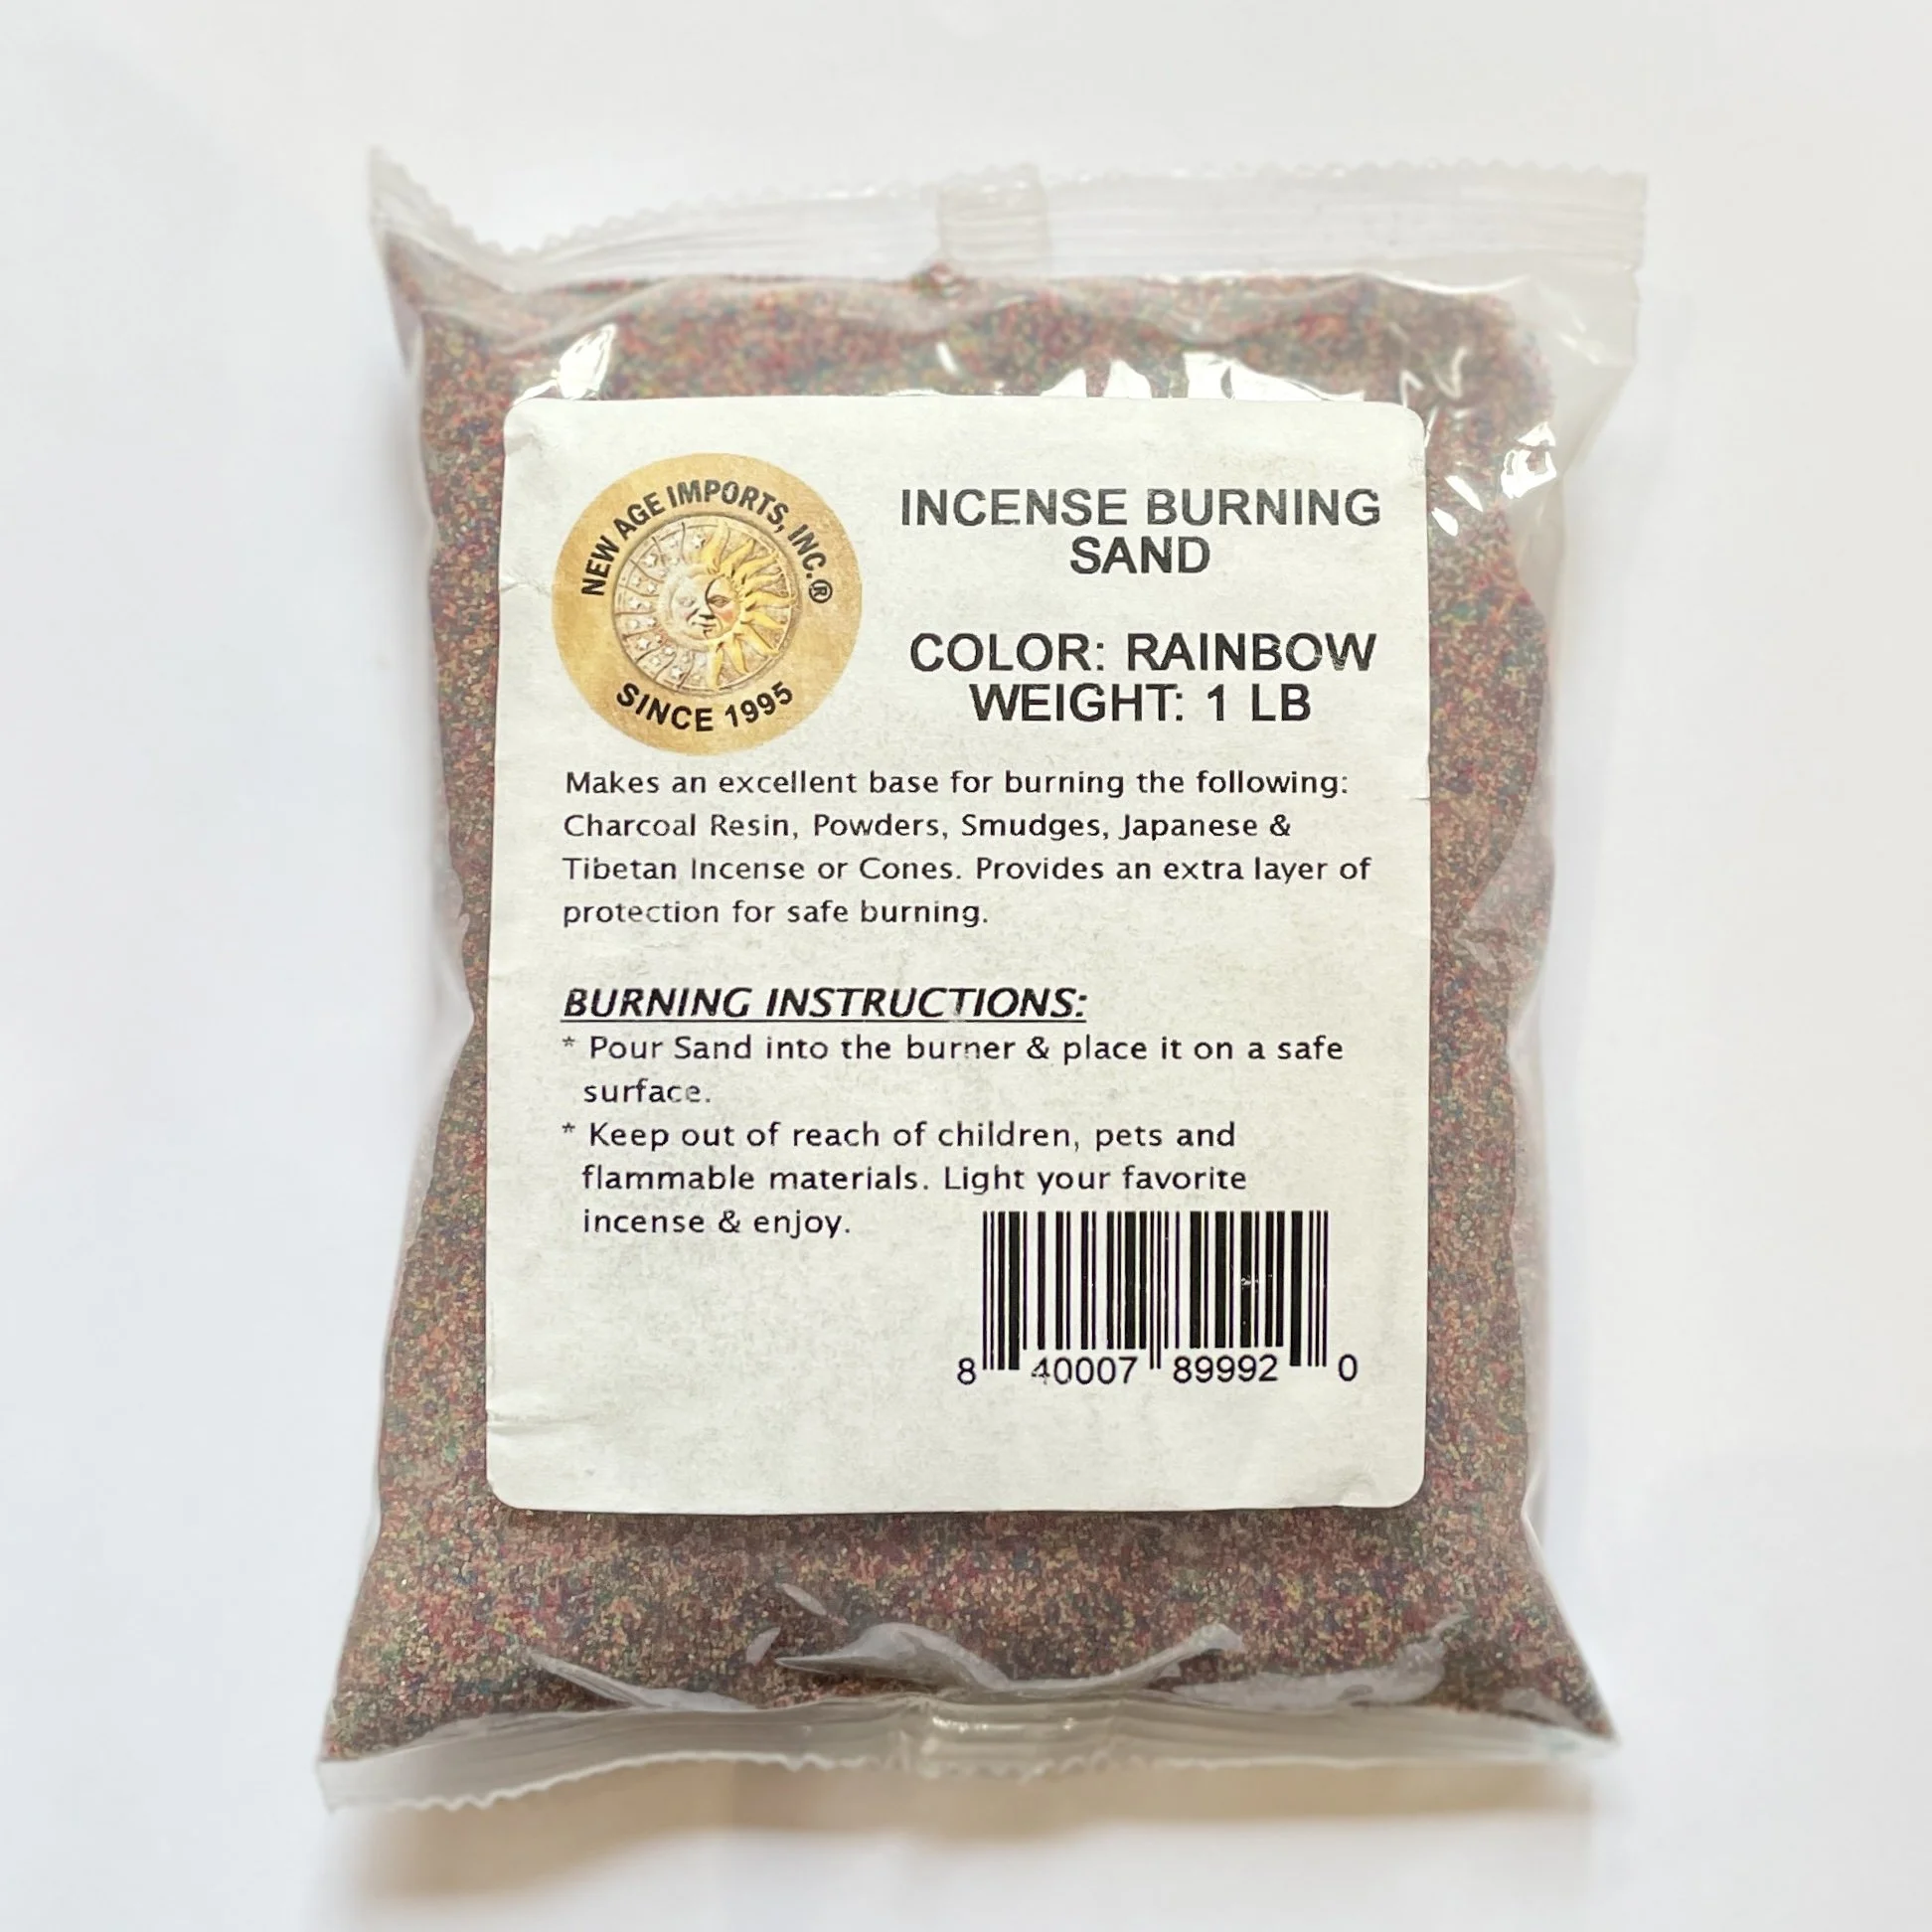 NEW AGE IMPORTS, INC.®
SINCE 1995
INCENSE BURNING
SAND
COLOR: RAINBOW
WEIGHT: 1 LB
Makes an excellent base for burning the following:
Charcoal Resin, Powders, Smudges, Japanese &
Tibetan Incense or Cones. Provides an extra layer of
protection for safe burning.
BURNING INSTRUCTIONS:
* Pour Sand into the burner & place it on a safe
surface.
* Keep out of reach of children, pets and
flammable materials. Light your favorite
incense & enjoy.
8 40007 89992 0